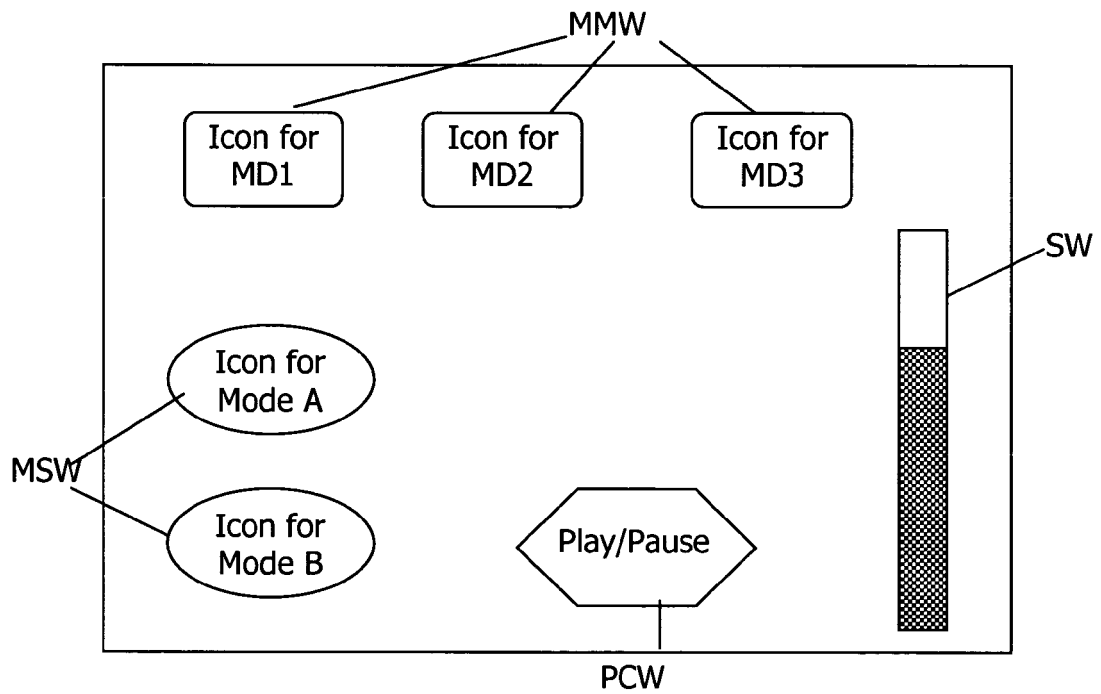 MMW
Icon for
MD1
Icon for
MD2
Icon for
MD3
SW
Icon for
Mode A
MSW
Icon for
Mode B
Play/Pause
PCW